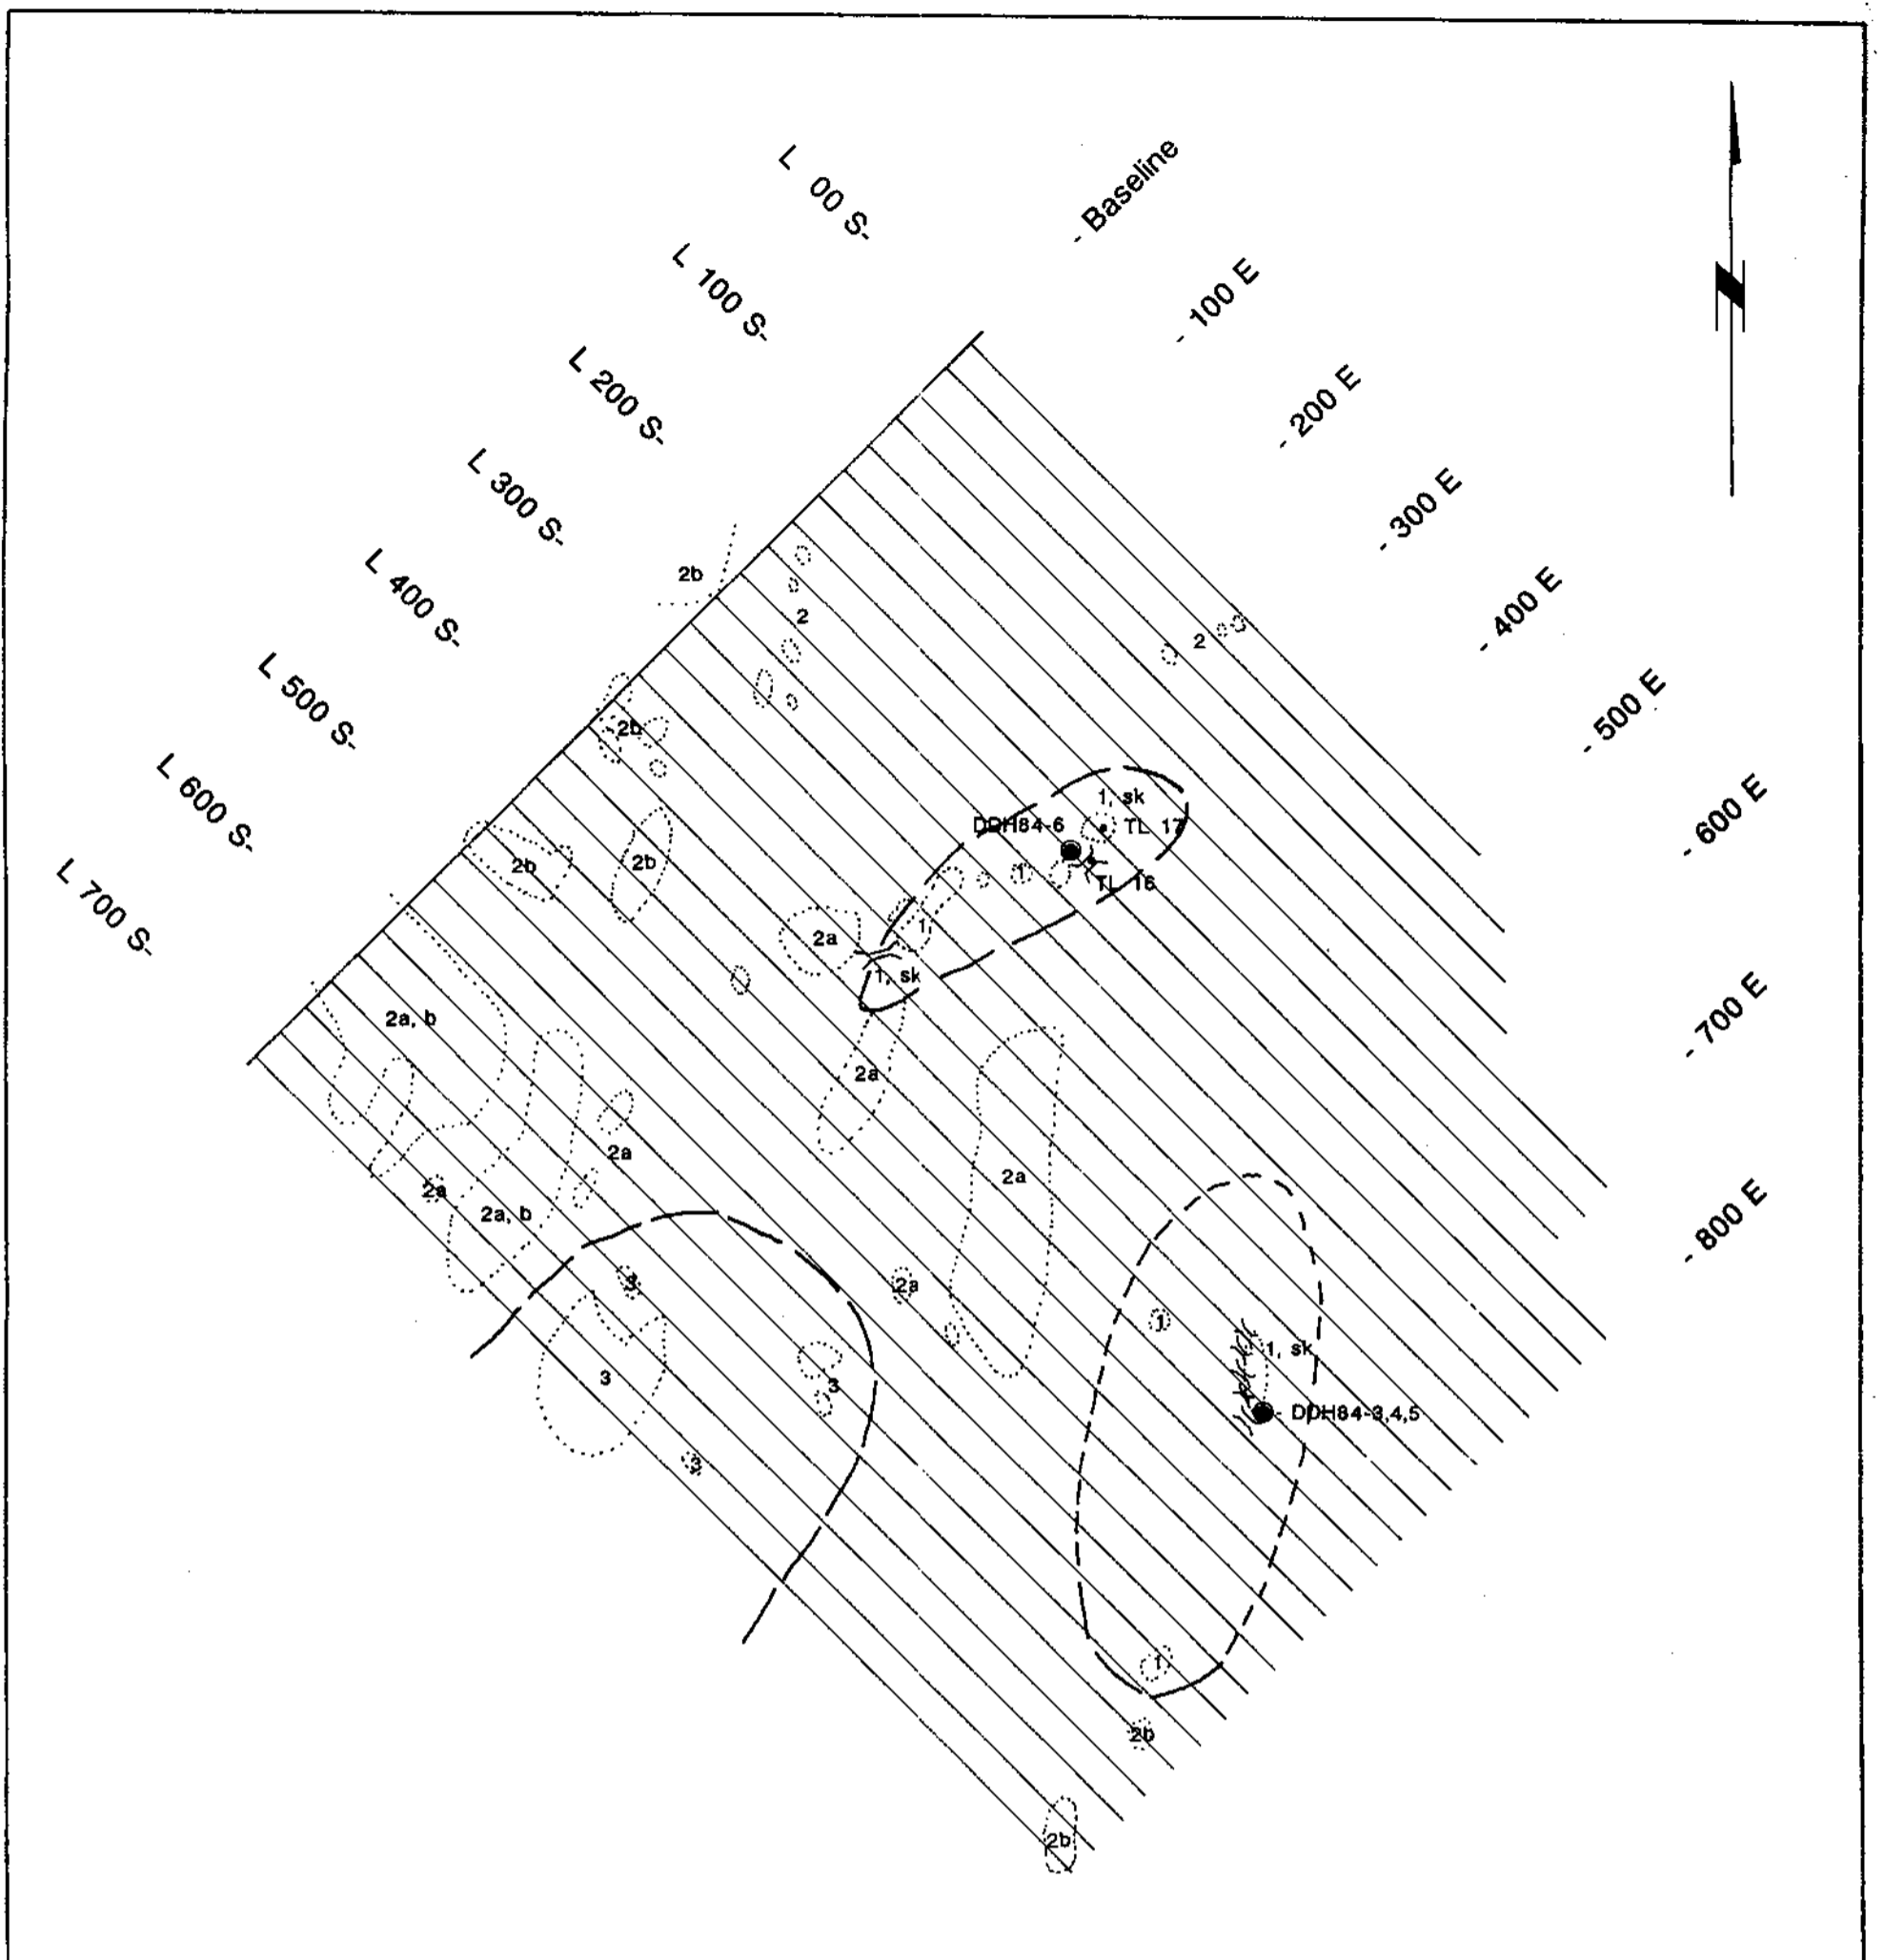 L 00 S-
- Baseline
L 100 S-
- 100 E
N
L 200 S-
- 200 E
L 300 S-
- 300 E
L 400 S-
- 400 E
L 500 S-
- 500 E
L 600 S-
- 600 E
L 700 S-
- 700 E
- 800 E
2b
2
2
2b
1, sk
DDH84-6
TL 17
2b
2b
1
TL 16
1
2a
1, sk
2a, b
2a
2a
2a
2a
2a, b
3
2a
1
1, sk
3
3
DDH84-3,4,5
3
1
2b
2b